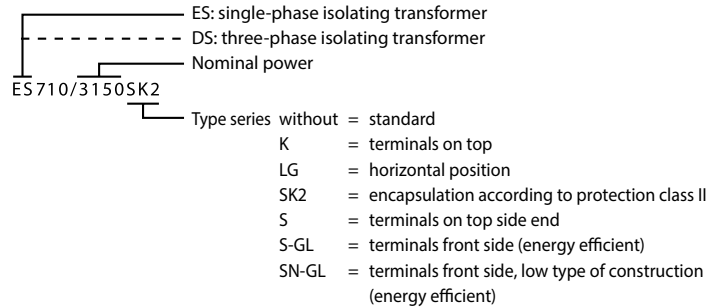 ES: single-phase isolating transformer
DS: three-phase isolating transformer
Nominal power
ES710/3150SK2
Type series without = standard
K = terminals on top
LG = horizontal position
SK2 = encapsulation according to protection class II
S = terminals on top side end
S-GL = terminals front side (energy efficient)
SN-GL = terminals front side, low type of construction
(energy efficient)